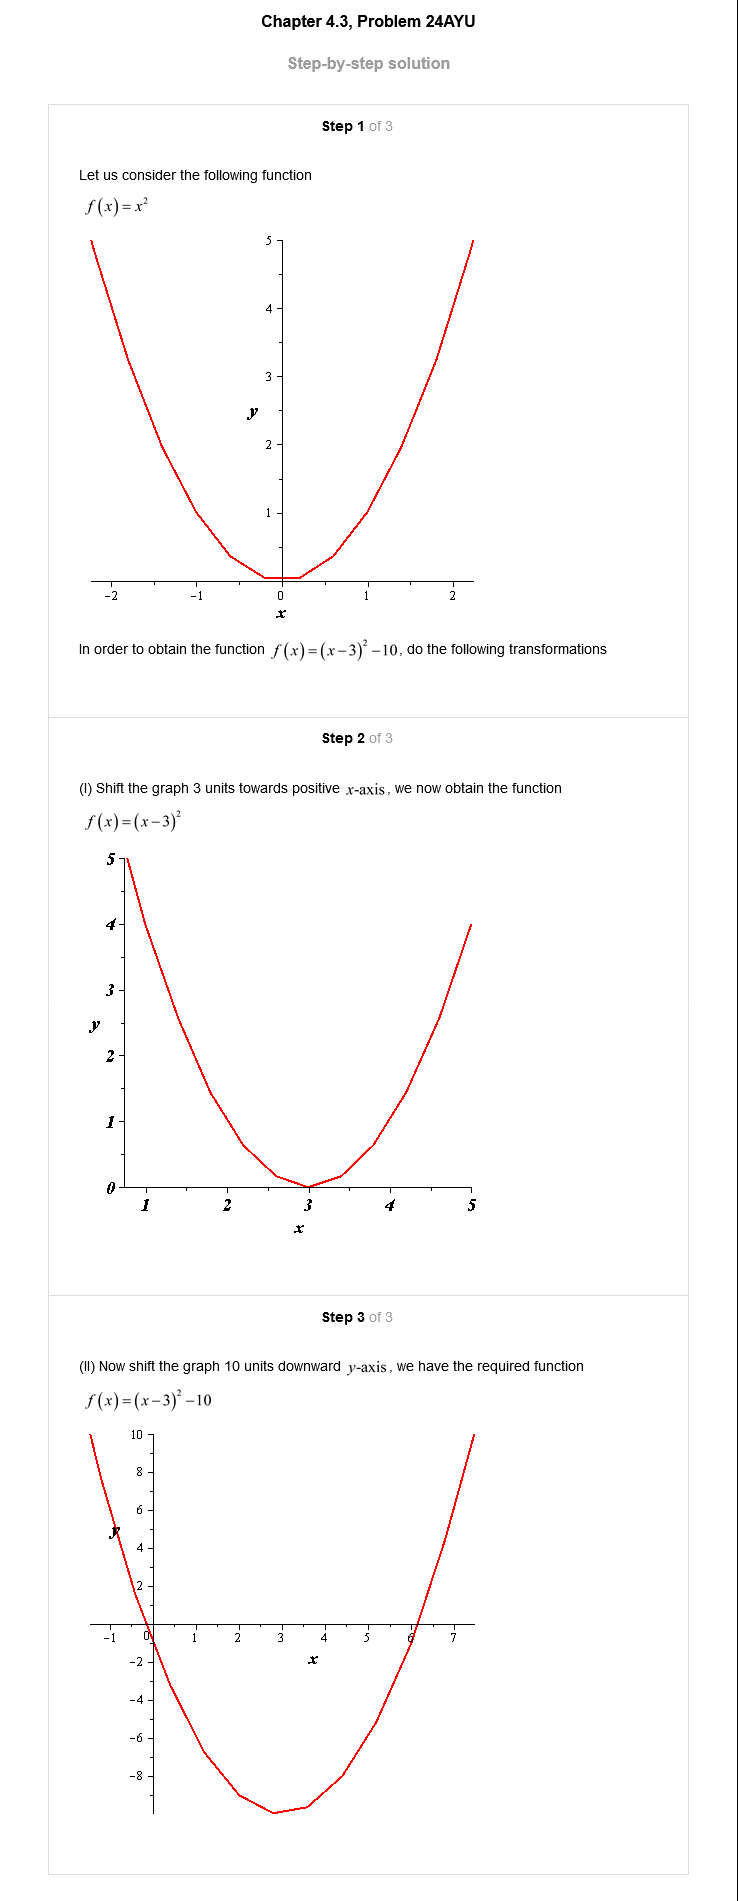 Chapter 4.3, Problem 24AYU
Step-by-step solution
Step 1 of 3
Let us consider the following function
f(x)=x²
5
4
3
y
2
1
-2 -1 0 1 2
x
In order to obtain the function f(x)=(x-3)²-10, do the following transformations
Step 2 of 3
(I) Shift the graph 3 units towards positive x-axis, we now obtain the function
f(x)=(x-3)²
5
4
3
y
2
1
0
1 2 3 4 5
x
Step 3 of 3
(II) Now shift the graph 10 units downward y-axis, we have the required function
f(x)=(x-3)²-10
10
8
6
y
4
2
-1 0 1 2 3 4 5 6 7
-2 x
-4
-6
-8